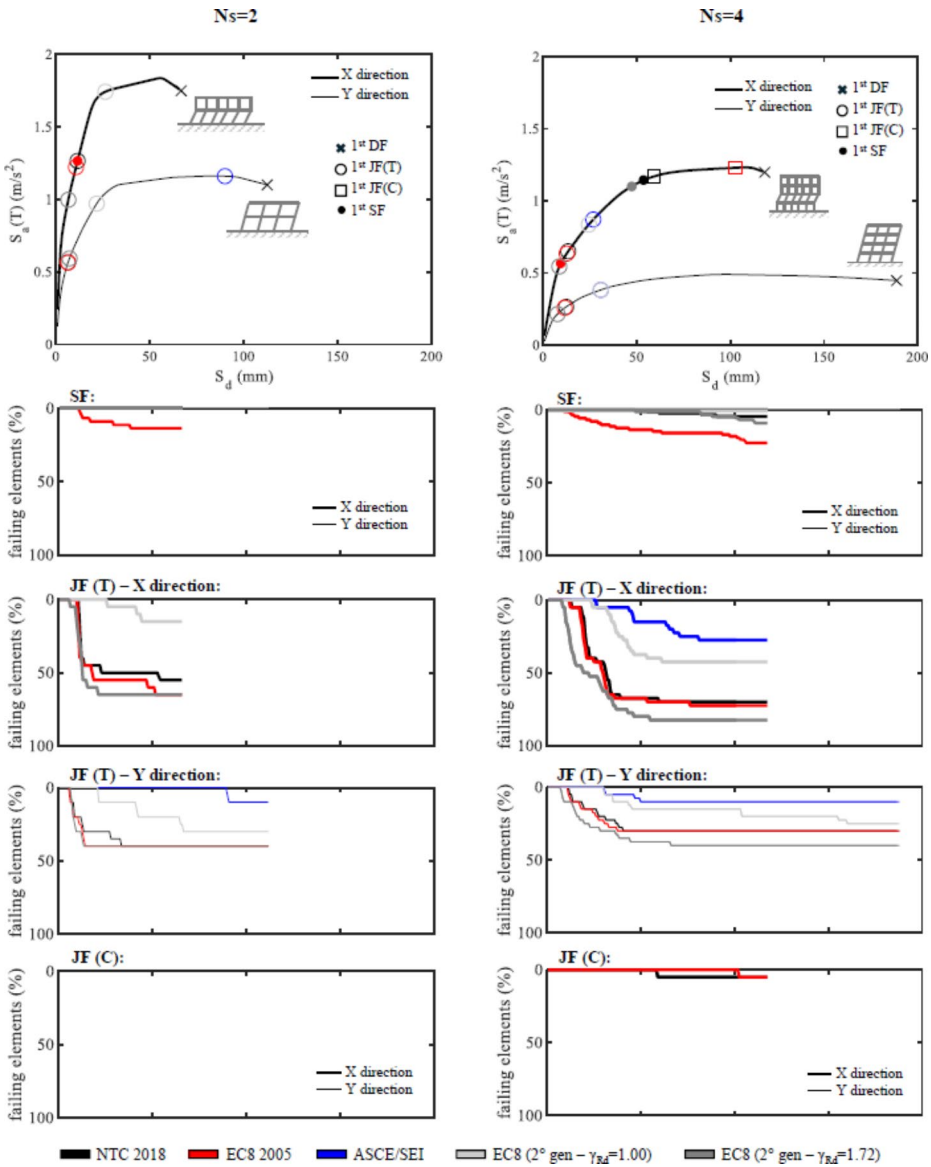 Ns=2
Ns=4
2
1.5
1
0.5
0
Sa(T) (m/s²)
X direction
Y direction
1st DF
1st JF(T)
1st JF(C)
1st SF
0 50 100 150 200
Sd (mm)
2
1.5
1
0.5
0
Sa(T) (m/s²)
X direction
Y direction
1st DF
1st JF(T)
1st JF(C)
1st SF
0 50 100 150 200
Sd (mm)
SF:
0
50
100
failing elements (%)
X direction
Y direction
SF:
0
50
100
failing elements (%)
X direction
Y direction
JF (T) – X direction:
0
50
100
failing elements (%)
JF (T) – X direction:
0
50
100
failing elements (%)
JF (T) – Y direction:
0
50
100
failing elements (%)
JF (T) – Y direction:
0
50
100
failing elements (%)
JF (C):
0
50
100
failing elements (%)
X direction
Y direction
JF (C):
0
50
100
failing elements (%)
X direction
Y direction
NTC 2018 EC8 2005 ASCE/SEI EC8 (2° gen – γRd=1.00) EC8 (2° gen – γRd=1.72)